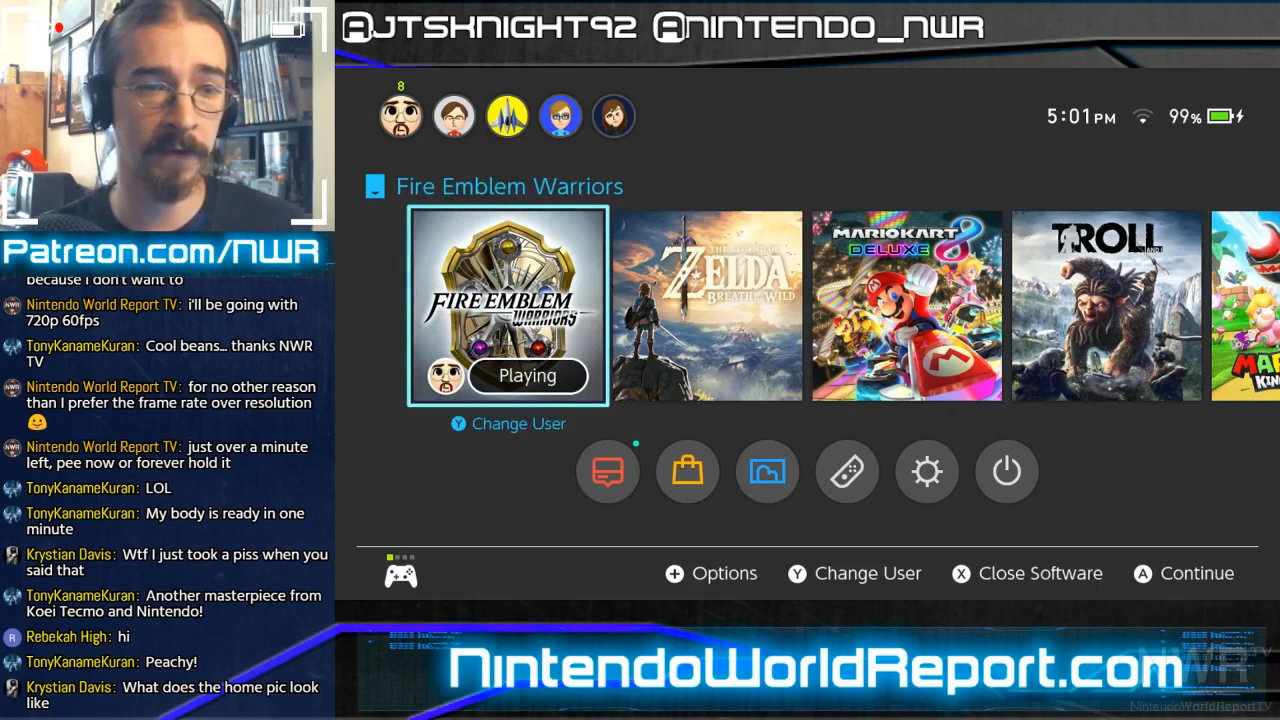 @JTSKNIGHT92 @NINTENDO_NWR
8
5:01PM 99%
Fire Emblem Warriors
FIRE EMBLEM
WARRIORS
Playing
THE LEGEND OF
ZELDA
BREATH OF THE WILD
MARIOKART 8
DELUXE
TROLL
AND I
MAR
KIN
Y Change User
+ Options Y Change User X Close Software A Continue
Patreon.com/NWR
because I don't want to
Nintendo World Report TV: i'll be going with
720p 60fps
TonyKanameKuran: Cool beans... thanks NWR
TV
Nintendo World Report TV: for no other reason
than I prefer the frame rate over resolution
Nintendo World Report TV: just over a minute
left, pee now or forever hold it
TonyKanameKuran: LOL
TonyKanameKuran: My body is ready in one
minute
Krystian Davis: Wtf I just took a piss when you
said that
TonyKanameKuran: Another masterpiece from
Koei Tecmo and Nintendo!
R Rebekah High: hi
TonyKanameKuran: Peachy!
Krystian Davis: What does the home pic look
like
NintendoWorldReport.com
NWRTV
NintendoWorldReportTV